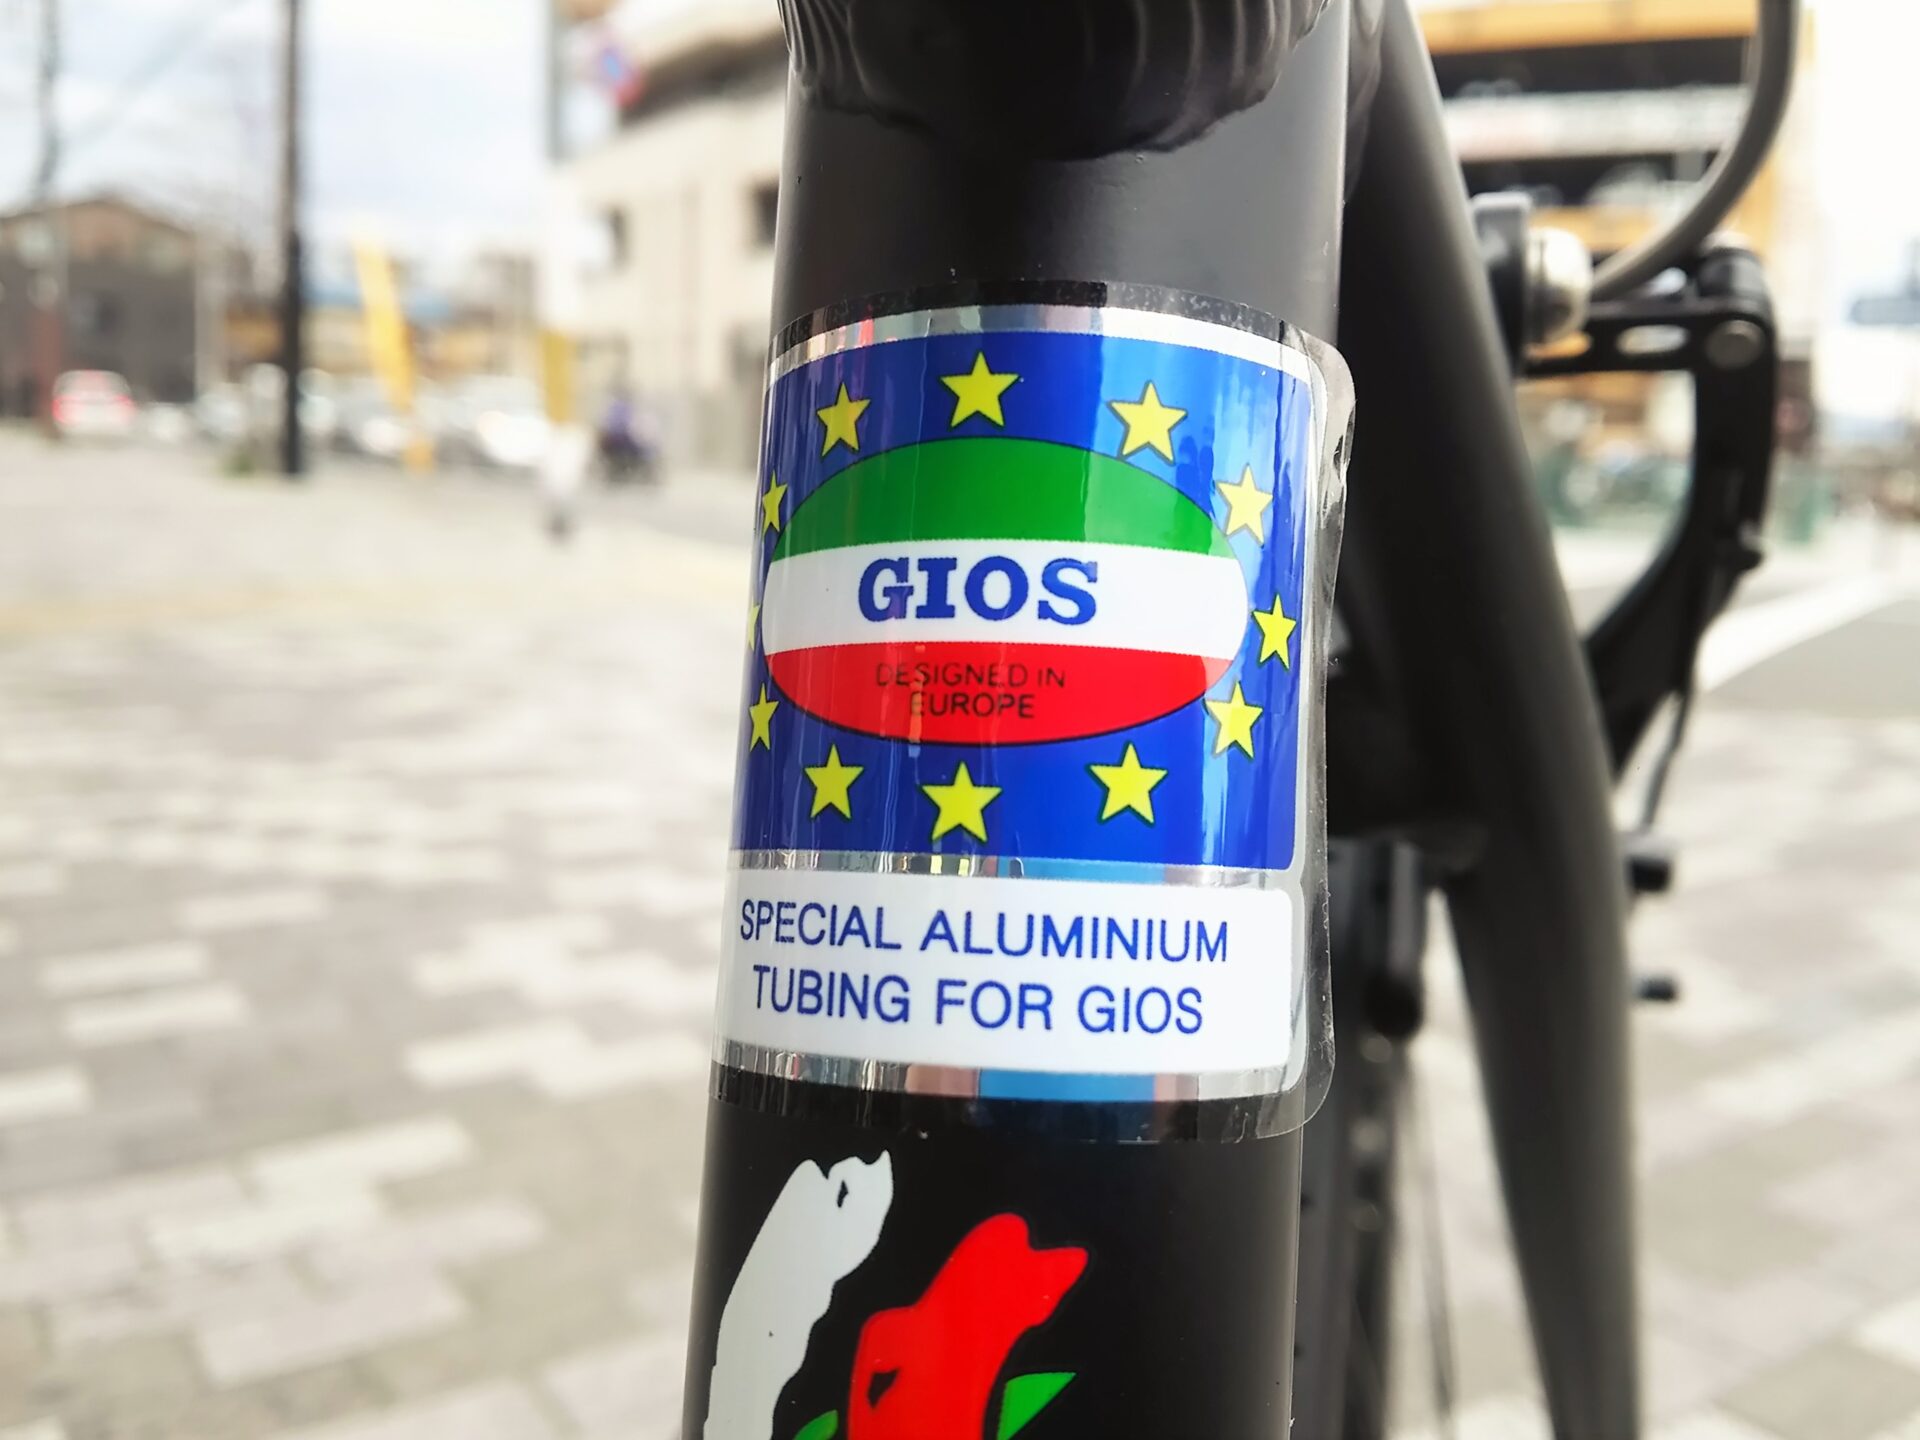 GIOS
DESIGNED IN
EUROPE
SPECIAL ALUMINIUM
TUBING FOR GIOS